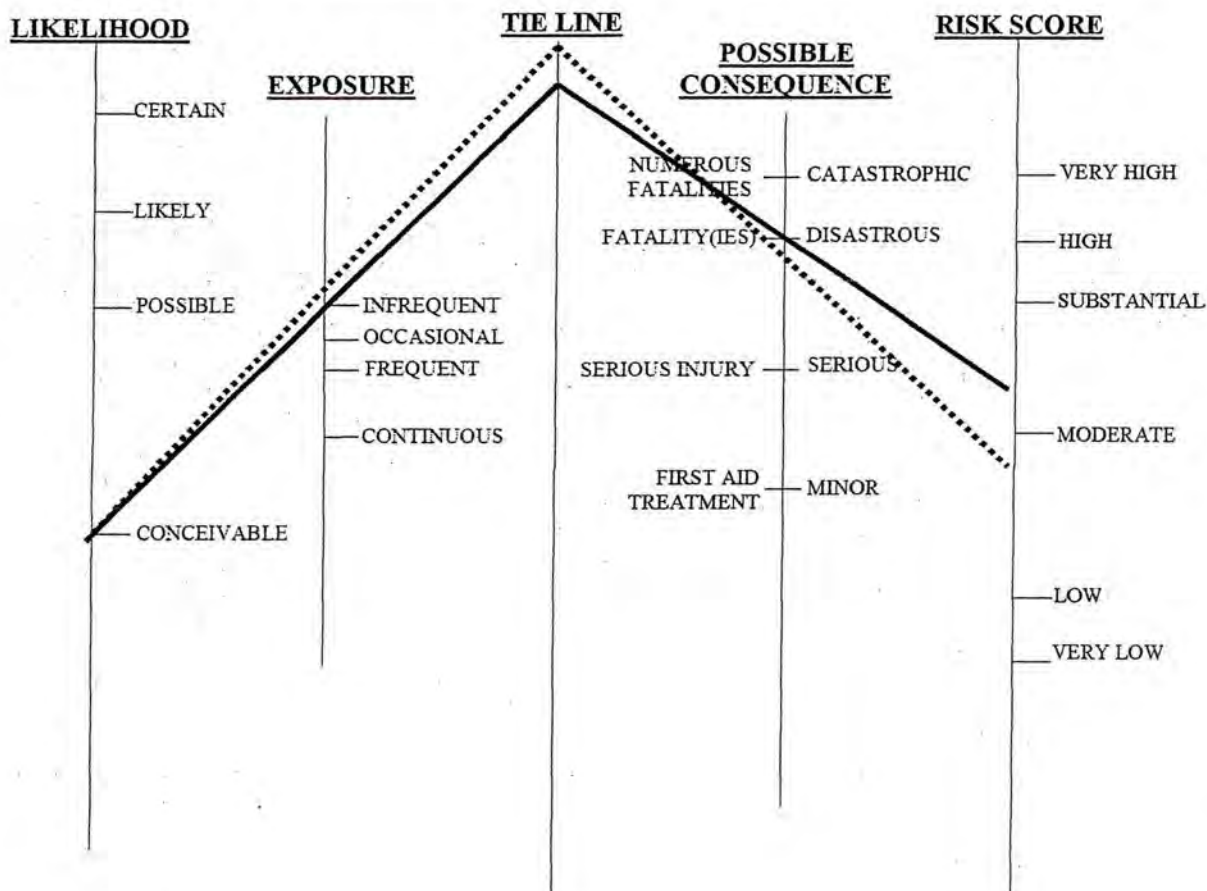 LIKELIHOOD
CERTAIN
LIKELY
POSSIBLE
CONCEIVABLE
EXPOSURE
INFREQUENT
OCCASIONAL
FREQUENT
CONTINUOUS
TIE LINE
POSSIBLE
CONSEQUENCE
NUMEROUS
FATALITIES
CATASTROPHIC
FATALITY(IES)
DISASTROUS
SERIOUS INJURY
SERIOUS
FIRST AID
TREATMENT
MINOR
RISK SCORE
VERY HIGH
HIGH
SUBSTANTIAL
MODERATE
LOW
VERY LOW